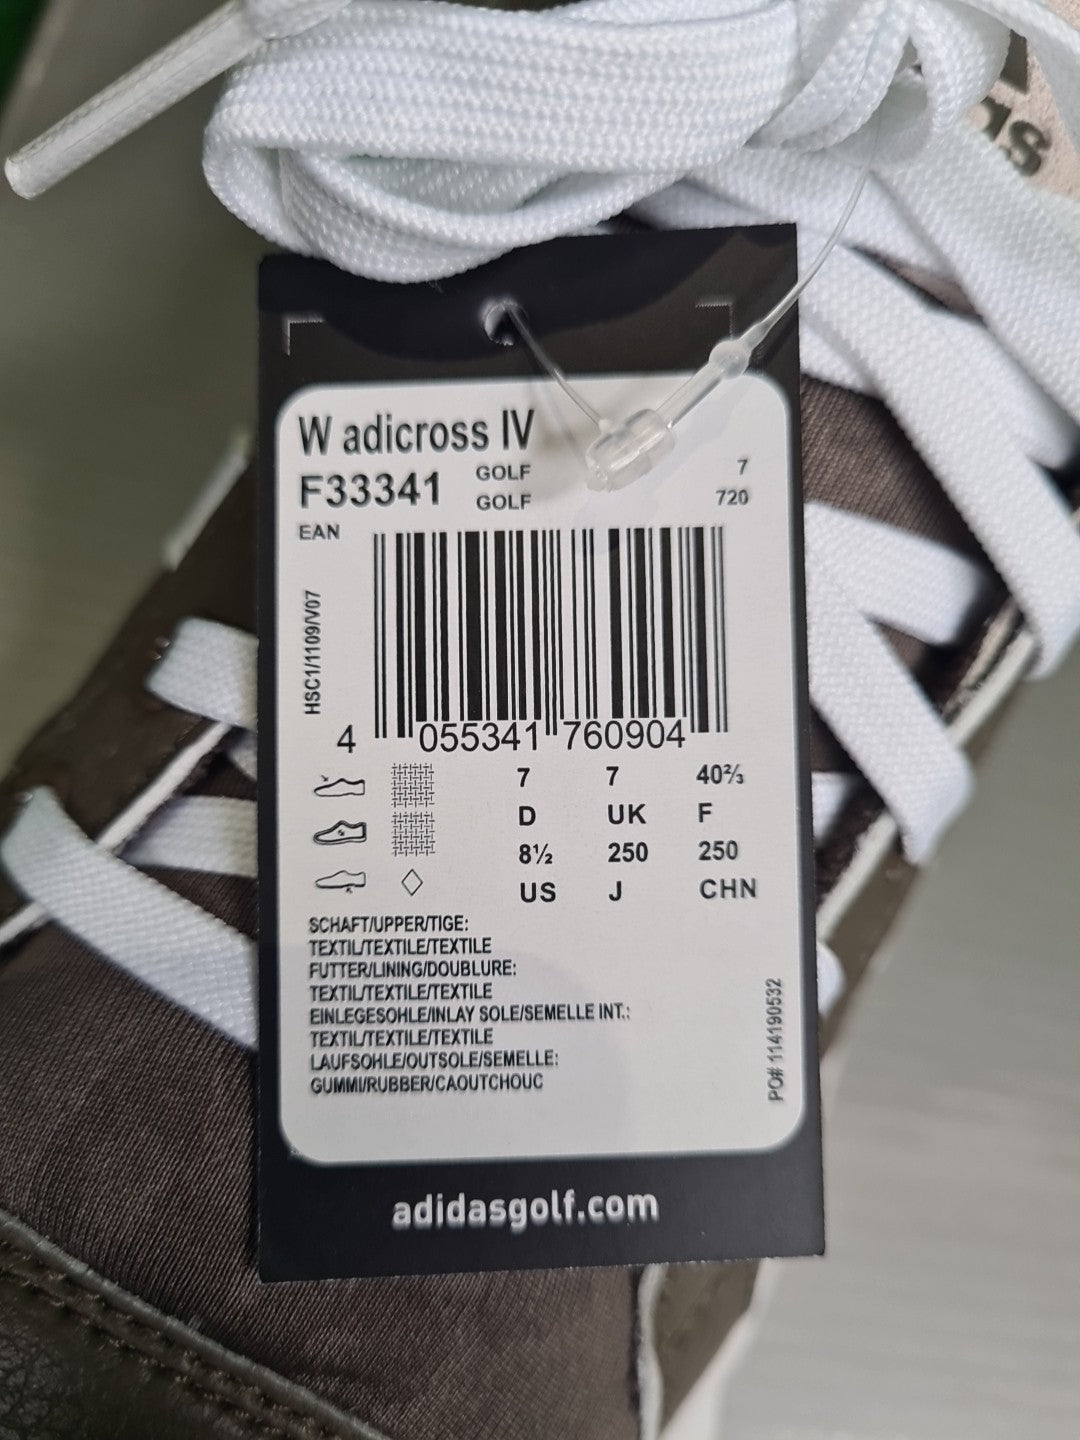 as
W adicross IV
F33341 GOLF 7
GOLF 720
EAN
HSC1/1109/V07
4 055341 760904
7 7 40⅔
D UK F
8½ 250 250
US J CHN
SCHAFT/UPPER/TIGE:
TEXTIL/TEXTILE/TEXTILE
FUTTER/LINING/DOUBLURE:
TEXTIL/TEXTILE/TEXTILE
EINLEGESOHLE/INLAY SOLE/SEMELLE INT.:
TEXTIL/TEXTILE/TEXTILE
LAUFSOHLE/OUTSOLE/SEMELLE:
GUMMI/RUBBER/CAOUTCHOUC
PO# 114190532
adidasgolf.com